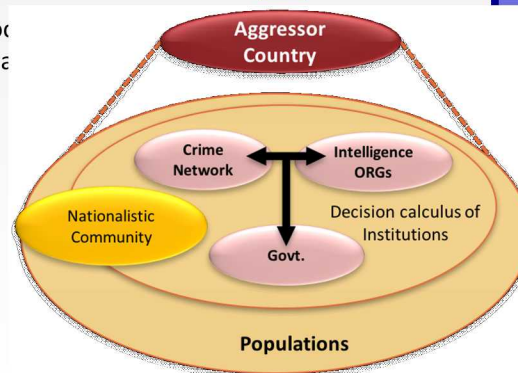 Aggressor
Country
Crime
Network
Intelligence
ORGs
Nationalistic
Community
Decision calculus of
Institutions
Govt.
Populations